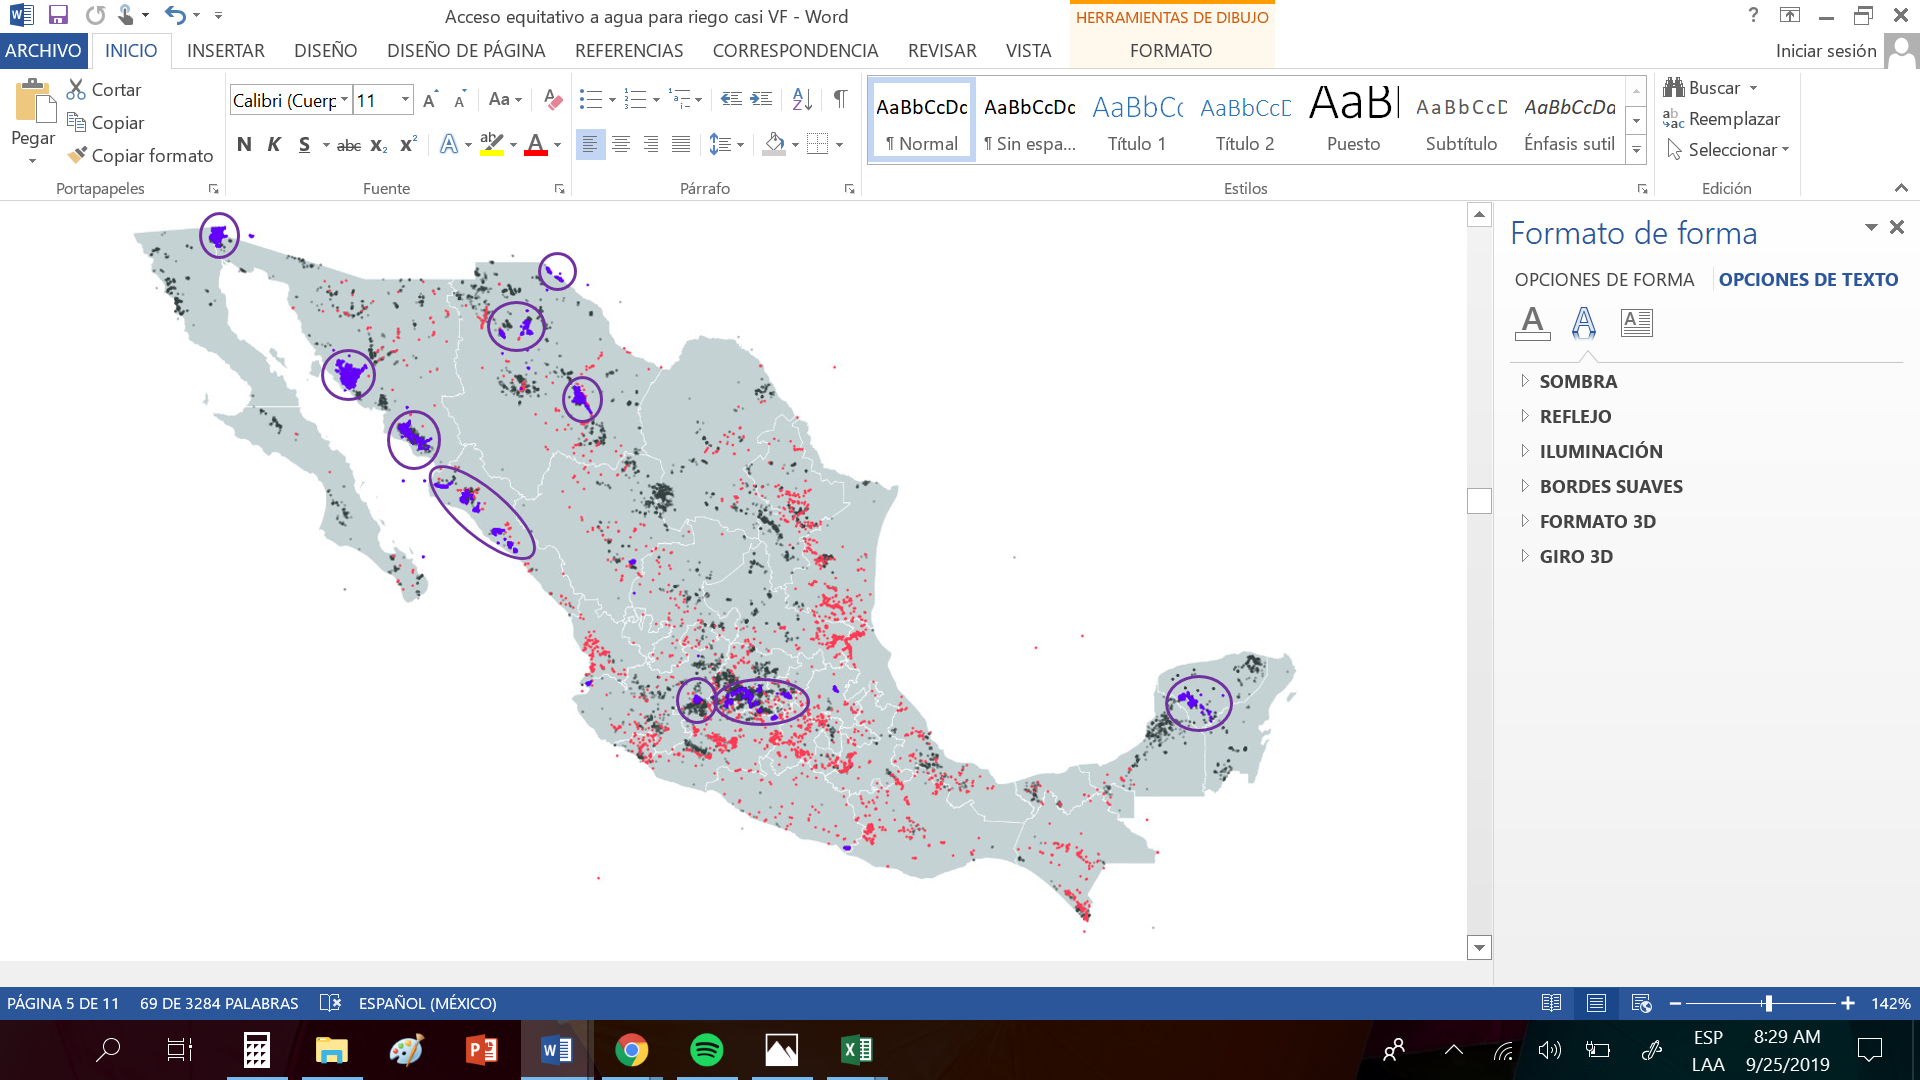 Acceso equitativo a agua para riego casi VF - Word
HERRAMIENTAS DE DIBUJO
ARCHIVO INICIO INSERTAR DISEÑO DISEÑO DE PÁGINA REFERENCIAS CORRESPONDENCIA REVISAR VISTA FORMATO Iniciar sesión
Pegar
Cortar
Copiar
Copiar formato
Portapapeles
Calibri (Cuerp 11
Aa
N K S abc X₂ X²
Fuente
Párrafo
AaBbCcDc AaBbCcDc AaBbCc AaBbCcD AaBl AaBbCcD AaBbCcDa
¶ Normal ¶ Sin espa... Título 1 Título 2 Puesto Subtítulo Énfasis sutil
Estilos
Buscar
Reemplazar
Seleccionar
Edición
Formato de forma
OPCIONES DE FORMA OPCIONES DE TEXTO
SOMBRA
REFLEJO
ILUMINACIÓN
BORDES SUAVES
FORMATO 3D
GIRO 3D
PÁGINA 5 DE 11 69 DE 3284 PALABRAS ESPAÑOL (MÉXICO) 142%
ESP
LAA
8:29 AM
9/25/2019